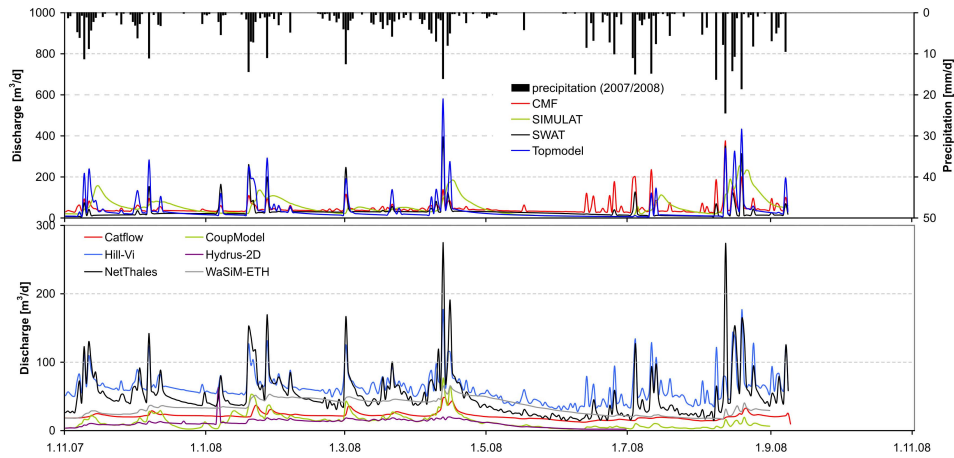 1000
800
600
400
200
0
Discharge [m³/d]
0
10
20
30
40
50
Precipitation [mm/d]
precipitation (2007/2008)
CMF
SIMULAT
SWAT
Topmodel
300
200
100
0
Discharge [m³/d]
Catflow
CoupModel
Hill-Vi
Hydrus-2D
NetThales
WaSiM-ETH
1.11.07
1.1.08
1.3.08
1.5.08
1.7.08
1.9.08
1.11.08